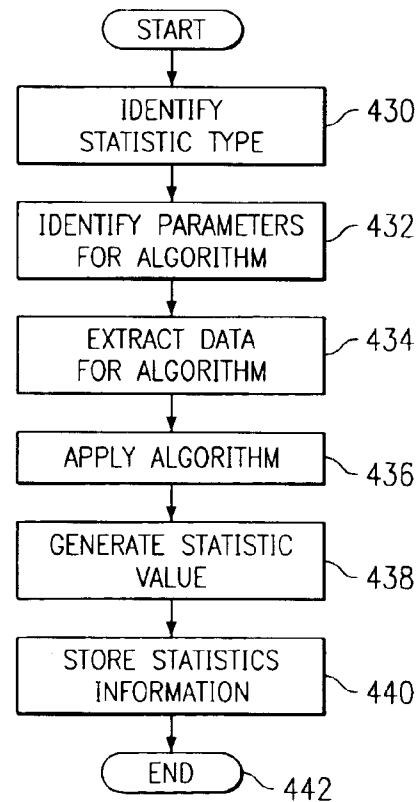 START
IDENTIFY
STATISTIC TYPE
430
IDENTIFY PARAMETERS
FOR ALGORITHM
432
EXTRACT DATA
FOR ALGORITHM
434
APPLY ALGORITHM
436
GENERATE STATISTIC
VALUE
438
STORE STATISTICS
INFORMATION
440
END
442